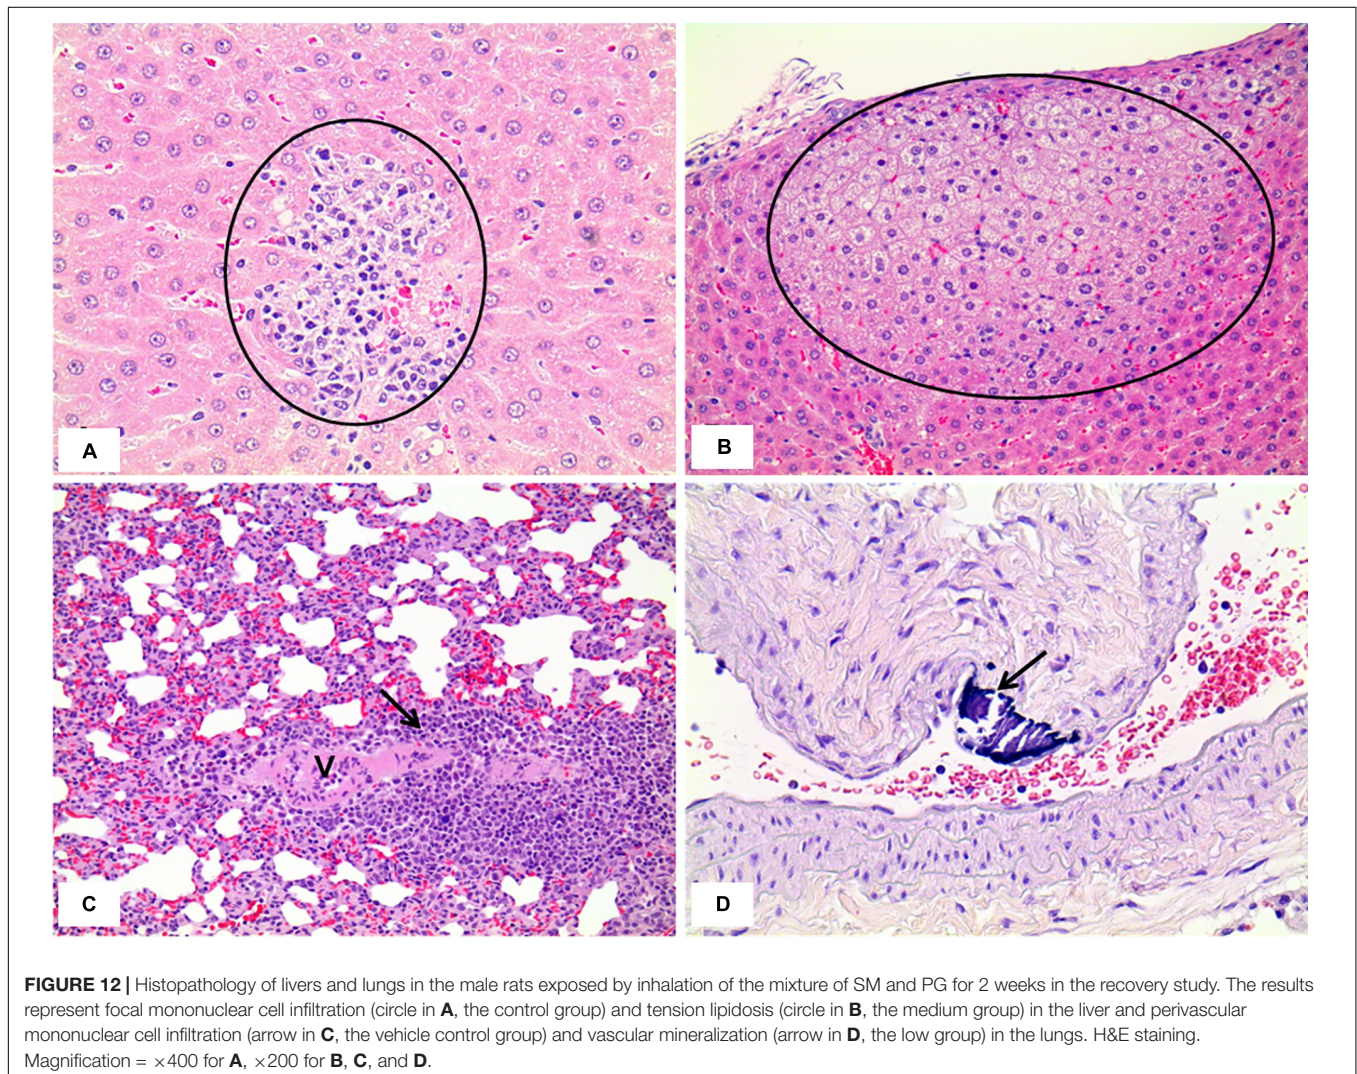 A
B
V
C
D
FIGURE 12 | Histopathology of livers and lungs in the male rats exposed by inhalation of the mixture of SM and PG for 2 weeks in the recovery study. The results
represent focal mononuclear cell infiltration (circle in A, the control group) and tension lipidosis (circle in B, the medium group) in the liver and perivascular
mononuclear cell infiltration (arrow in C, the vehicle control group) and vascular mineralization (arrow in D, the low group) in the lungs. H&E staining.
Magnification = ×400 for A, ×200 for B, C, and D.